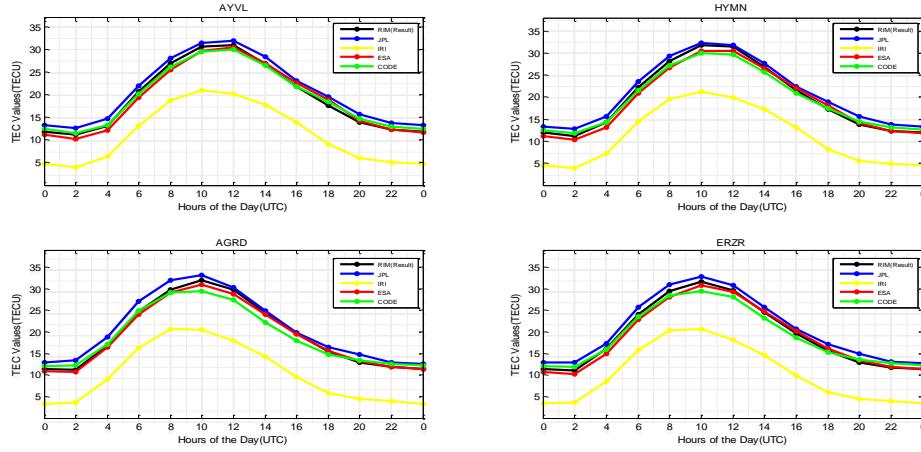 AYVL
TEC Values(TECU)
35
30
25
20
15
10
5
0 2 4 6 8 10 12 14 16 18 20 22 0
Hours of the Day(UTC)
RIM(Result)
JPL
IRI
ESA
CODE
HYMN
TEC Values(TECU)
35
30
25
20
15
10
5
0 2 4 6 8 10 12 14 16 18 20 22 0
Hours of the Day(UTC)
RIM(Result)
JPL
IRI
ESA
CODE
AGRD
TEC Values(TECU)
35
30
25
20
15
10
5
0 2 4 6 8 10 12 14 16 18 20 22 0
Hours of the Day(UTC)
RIM(Result)
JPL
IRI
ESA
CODE
ERZR
TEC Values(TECU)
35
30
25
20
15
10
5
0 2 4 6 8 10 12 14 16 18 20 22
Hours of the Day(UTC)
RIM(Result)
JPL
IRI
ESA
CODE